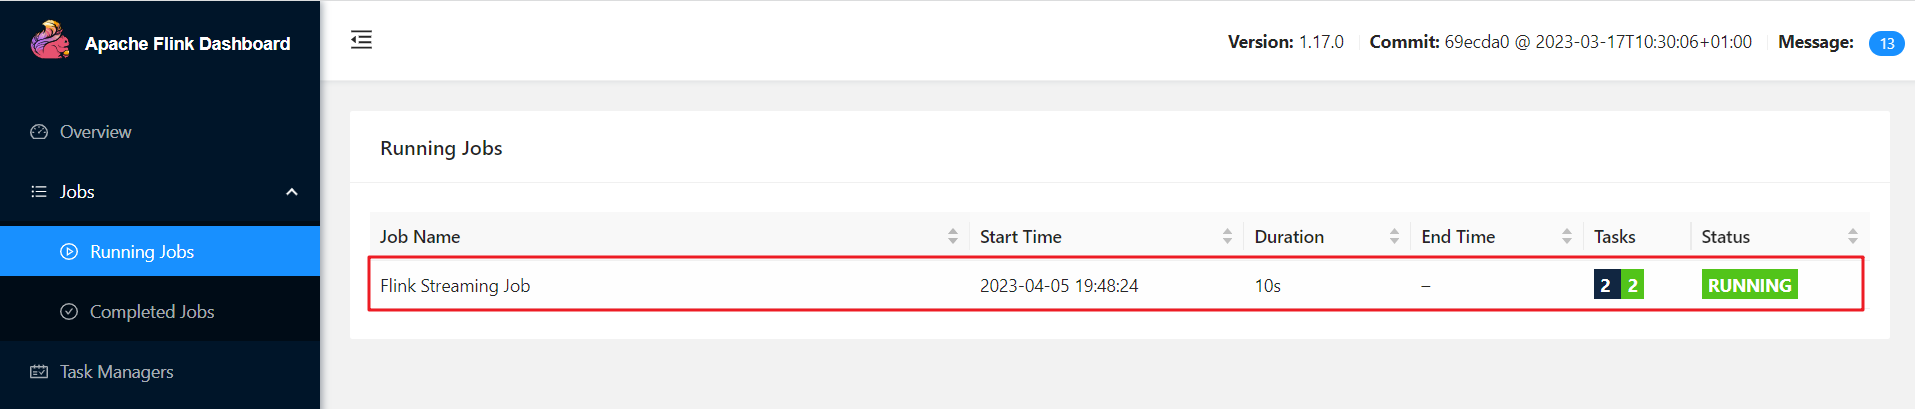 Apache Flink Dashboard
Version: 1.17.0 Commit: 69ecda0 @ 2023-03-17T10:30:06+01:00 Message: 13
Overview
Jobs
Running Jobs
Completed Jobs
Task Managers
Running Jobs
Job Name Start Time Duration End Time Tasks Status
Flink Streaming Job 2023-04-05 19:48:24 10s – 2 2 RUNNING